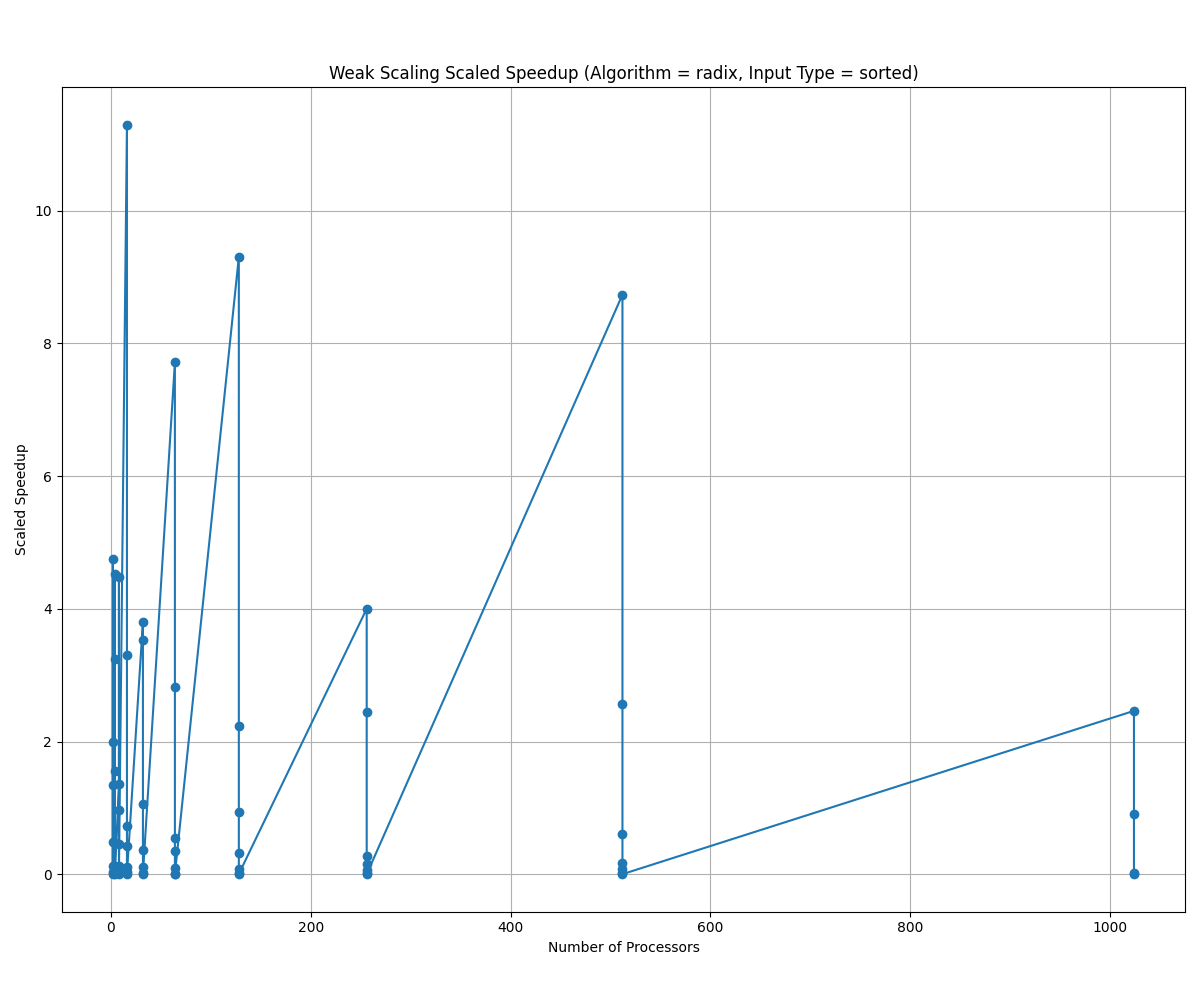 Weak Scaling Scaled Speedup (Algorithm = radix, Input Type = sorted)
10
8
6
4
2
0
Scaled Speedup
0 200 400 600 800 1000
Number of Processors